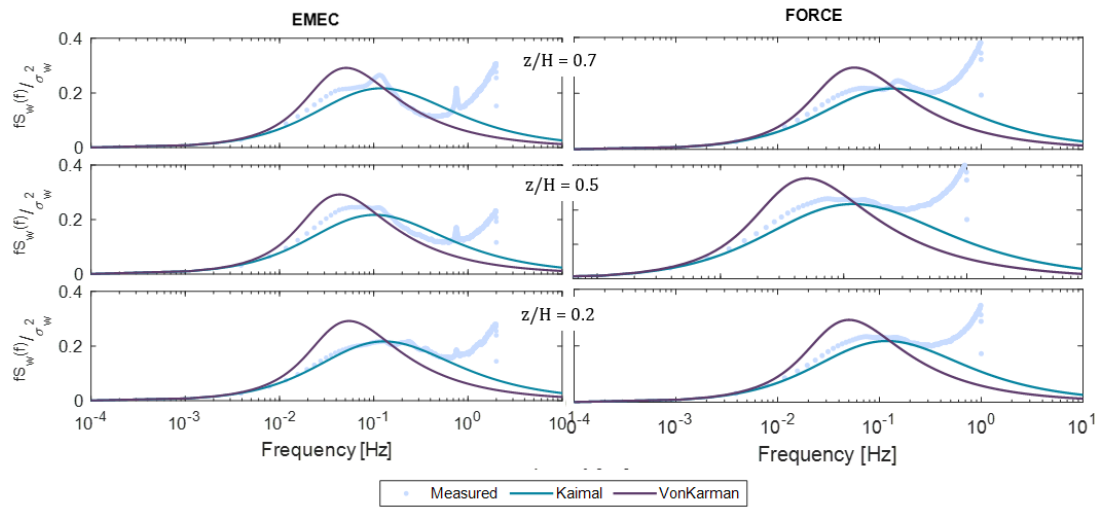 EMEC
FORCE
0.4
0.2
0
fS_w(f)/σ_w^2
z/H = 0.7
0.4
0.2
0
fS_w(f)/σ_w^2
z/H = 0.5
0.4
0.2
0
fS_w(f)/σ_w^2
z/H = 0.2
10^-4 10^-3 10^-2 10^-1 10^0 10
0^-4 10^-3 10^-2 10^-1 10^0 10^1
Frequency [Hz]
Frequency [Hz]
Measured Kaimal VonKarman